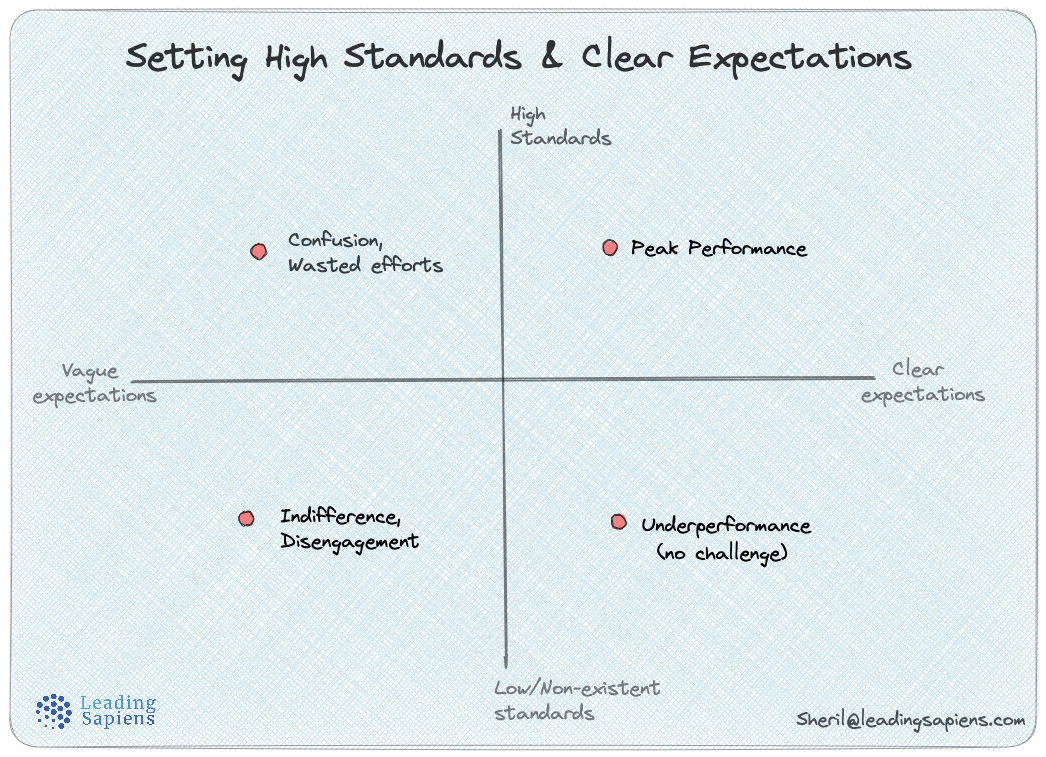 Setting High Standards & Clear Expectations
High
Standards
Confusion,
Wasted efforts
Peak Performance
Vague
expectations
Clear
expectations
Indifference,
Disengagement
Underperformance
(no challenge)
Low/Non-existent
standards
Leading
Sapiens
Sheril@leadingsapiens.com